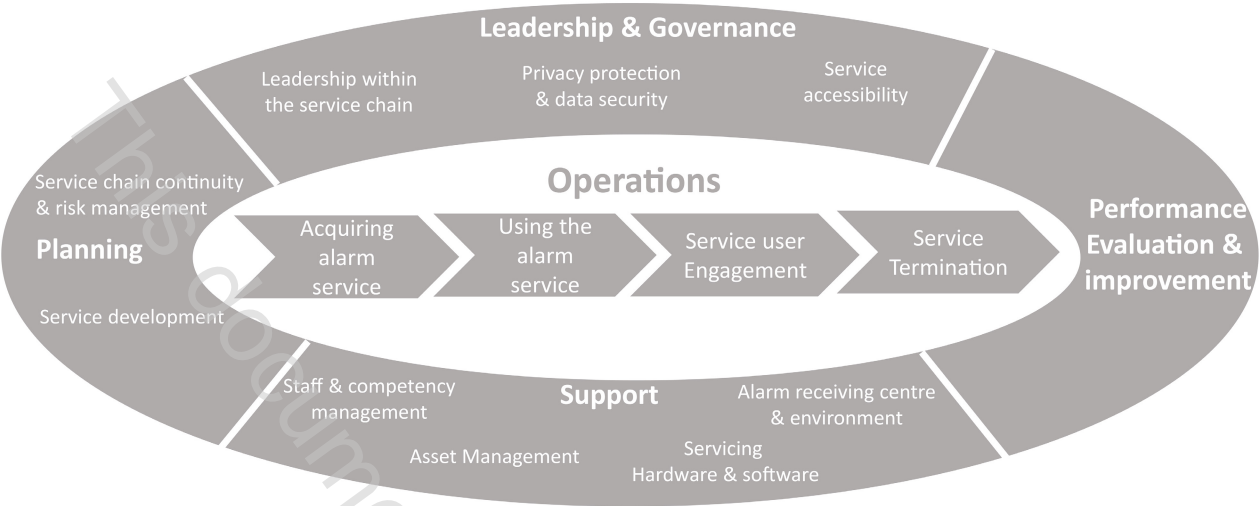 Leadership & Governance
Leadership within
the service chain
Privacy protection
& data security
Service
accessibility
Service chain continuity
& risk management
Planning
Service development
Operations
Acquiring
alarm
service
Using the
alarm
service
Service user
Engagement
Service
Termination
Performance
Evaluation &
improvement
Staff & competency
management
Support
Alarm receiving centre
& environment
Asset Management
Servicing
Hardware & software
This docume